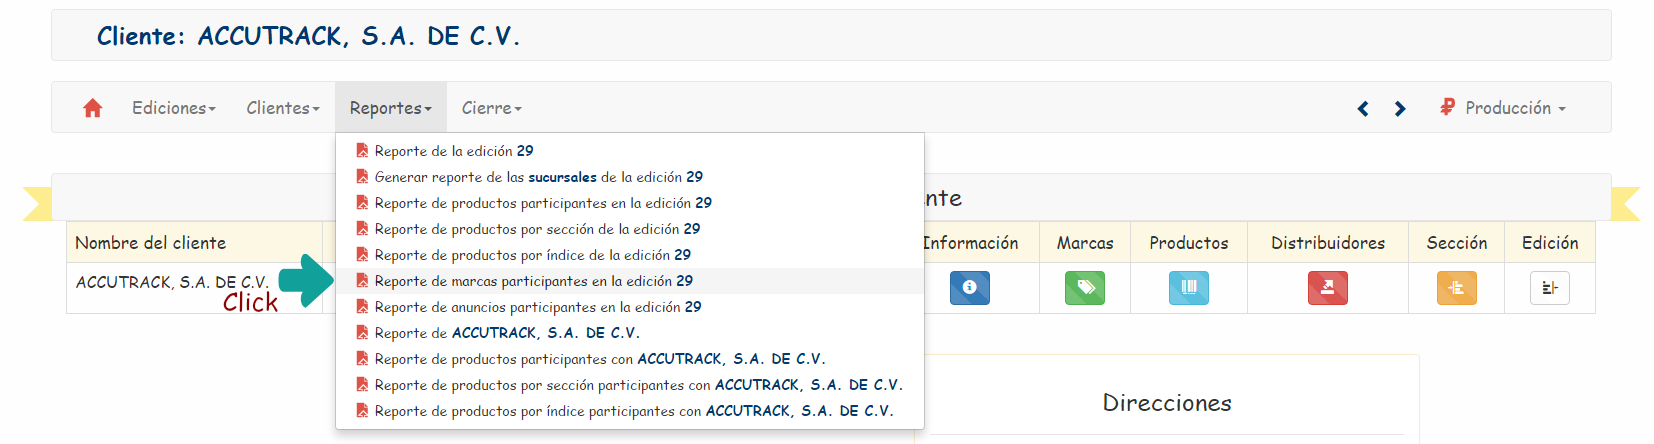 Cliente: ACCUTRACK, S.A. DE C.V.
Ediciones Clientes Reportes Cierre Producción
Reporte de la edición 29
Generar reporte de las sucursales de la edición 29
Reporte de productos participantes en la edición 29
Reporte de productos por sección de la edición 29
Reporte de productos por índice de la edición 29
Reporte de marcas participantes en la edición 29
Reporte de anuncios participantes en la edición 29
Reporte de ACCUTRACK, S.A. DE C.V.
Reporte de productos participantes con ACCUTRACK, S.A. DE C.V.
Reporte de productos por sección participantes con ACCUTRACK, S.A. DE C.V.
Reporte de productos por índice participantes con ACCUTRACK, S.A. DE C.V.
Nombre del cliente Información Marcas Productos Distribuidores Sección Edición
ACCUTRACK, S.A. DE C.V.
Click
Direcciones